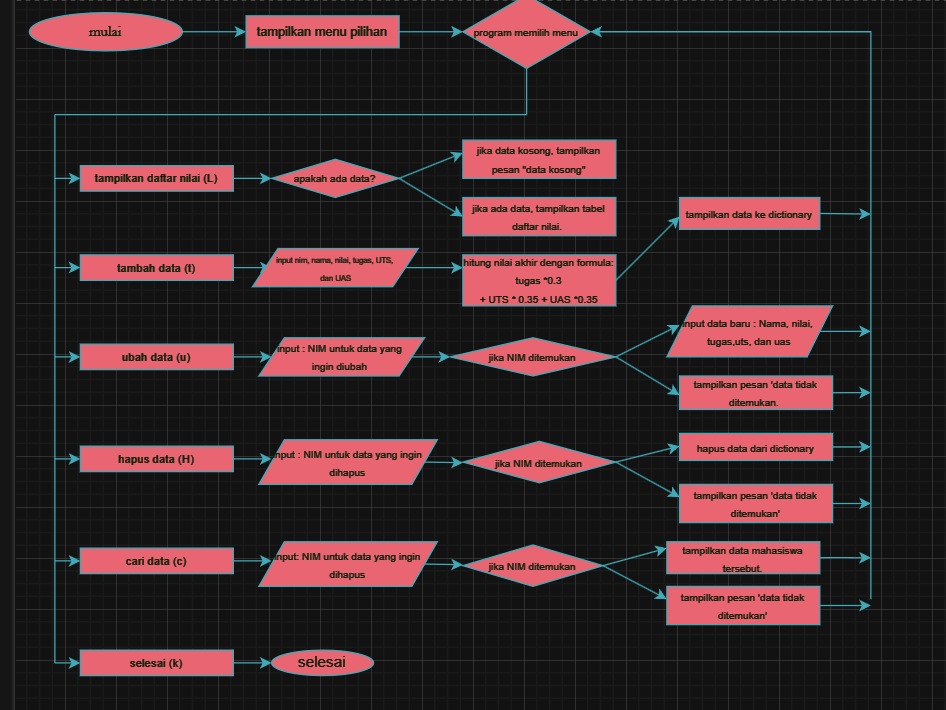 mulai
tampilkan menu pilihan
program memilih menu
tampilkan daftar nilai (L)
apakah ada data?
jika data kosong, tampilkan
pesan "data kosong"
jika ada data, tampilkan tabel
daftar nilai.
tambah data (t)
input nim, nama, nilai, tugas, UTS,
dan UAS
hitung nilai akhir dengan formula:
tugas *0.3
+ UTS * 0.35 + UAS *0.35
tampilkan data ke dictionary
ubah data (u)
input : NIM untuk data yang
ingin diubah
jika NIM ditemukan
input data baru : Nama, nilai,
tugas,uts, dan uas
tampilkan pesan 'data tidak
ditemukan.
hapus data (H)
input : NIM untuk data yang ingin
dihapus
jika NIM ditemukan
hapus data dari dictionary
tampilkan pesan 'data tidak
ditemukan'
cari data (c)
input: NIM untuk data yang ingin
dihapus
jika NIM ditemukan
tampilkan data mahasiswa
tersebut.
tampilkan pesan 'data tidak
ditemukan'
selesai (k)
selesai